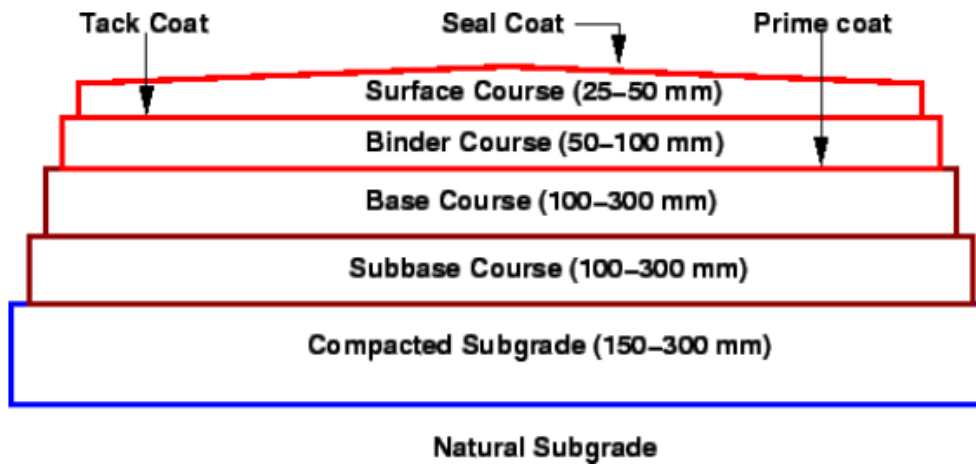 Tack Coat
Seal Coat
Prime coat
Surface Course (25–50 mm)
Binder Course (50–100 mm)
Base Course (100–300 mm)
Subbase Course (100–300 mm)
Compacted Subgrade (150–300 mm)
Natural Subgrade